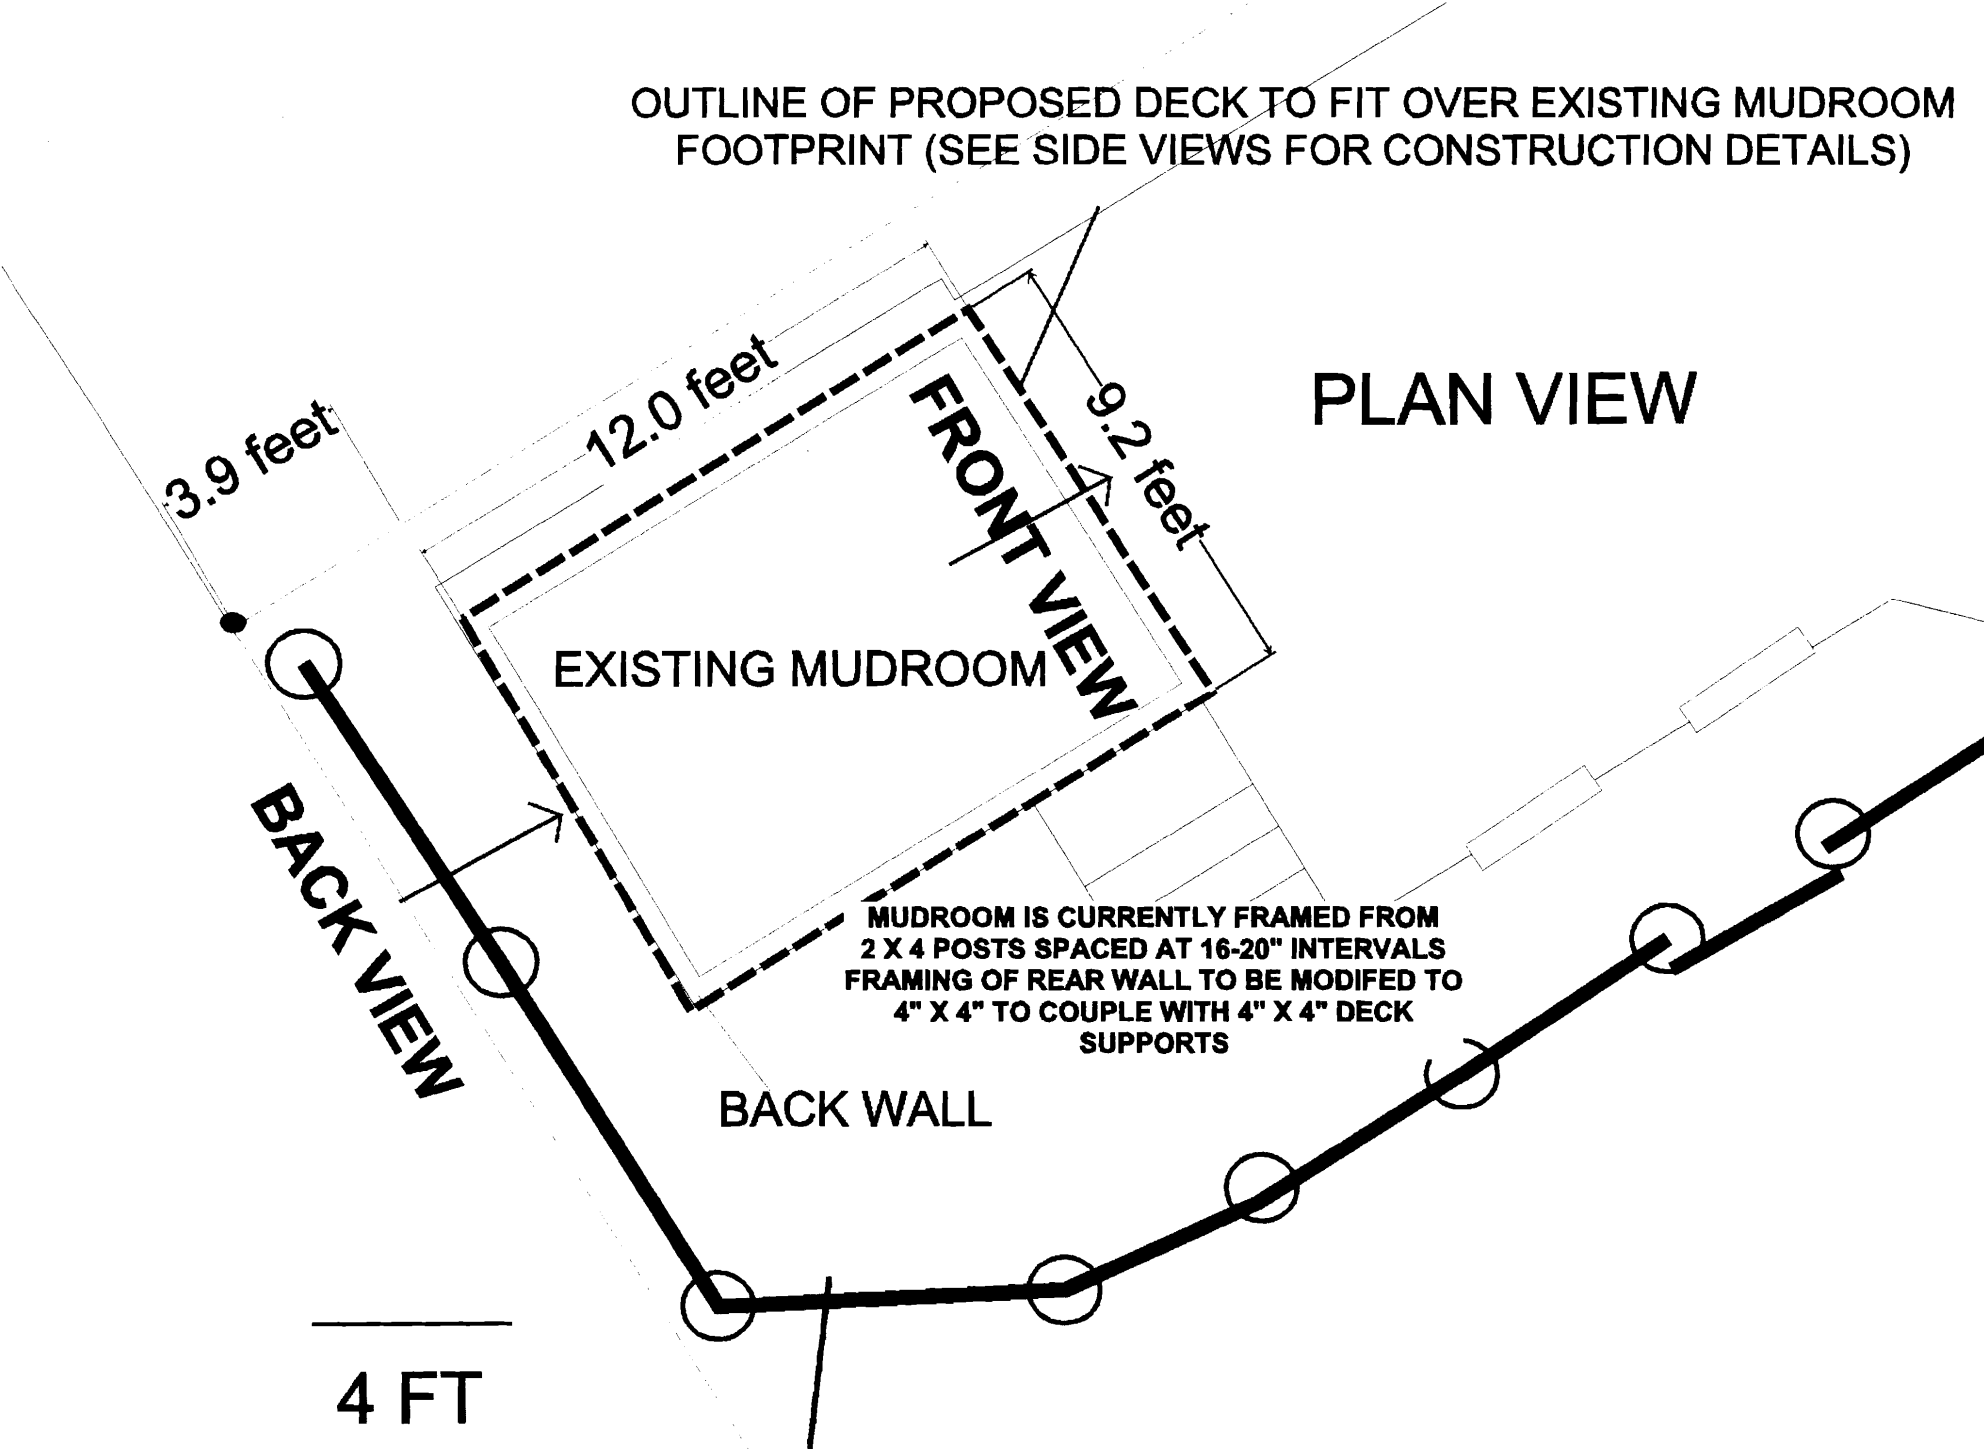 OUTLINE OF PROPOSED DECK TO FIT OVER EXISTING MUDROOM
FOOTPRINT (SEE SIDE VIEWS FOR CONSTRUCTION DETAILS)
PLAN VIEW
3.9 feet
12.0 feet
9.2 feet
FRONT VIEW
EXISTING MUDROOM
BACK VIEW
MUDROOM IS CURRENTLY FRAMED FROM
2 X 4 POSTS SPACED AT 16-20" INTERVALS
FRAMING OF REAR WALL TO BE MODIFED TO
4" X 4" TO COUPLE WITH 4" X 4" DECK
SUPPORTS
BACK WALL
4 FT